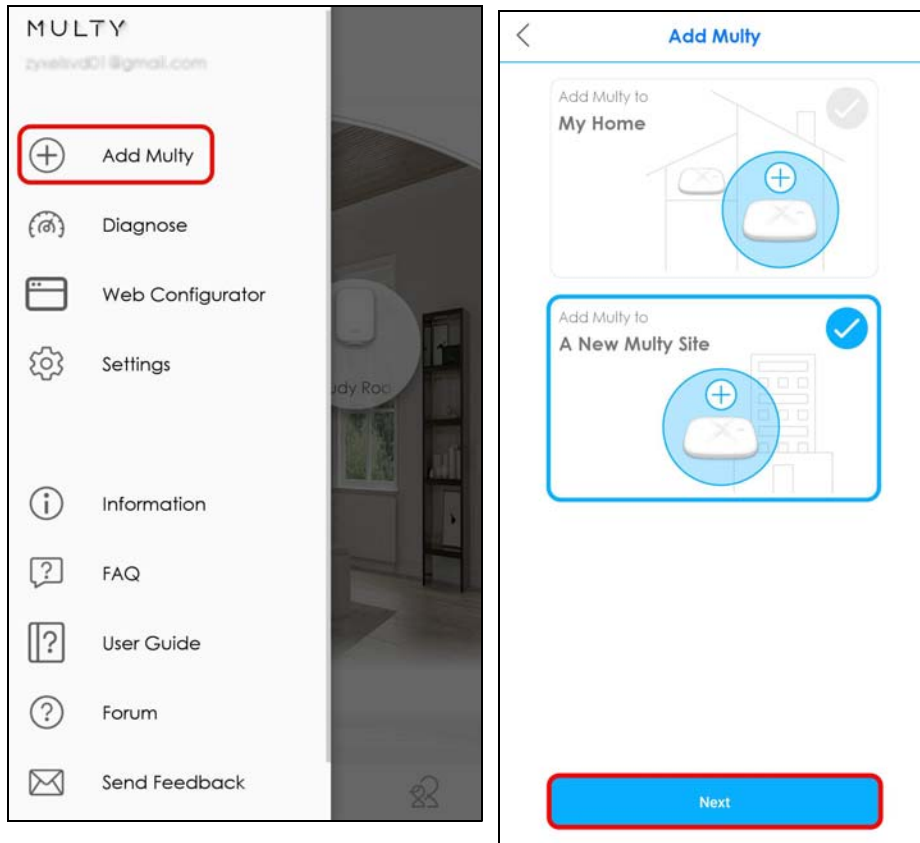 MULTY
Add Multy
Diagnose
Web Configurator
Settings
Information
FAQ
User Guide
Forum
Send Feedback
Add Multy
Add Multy to
My Home
Add Multy to
A New Multy Site
Next